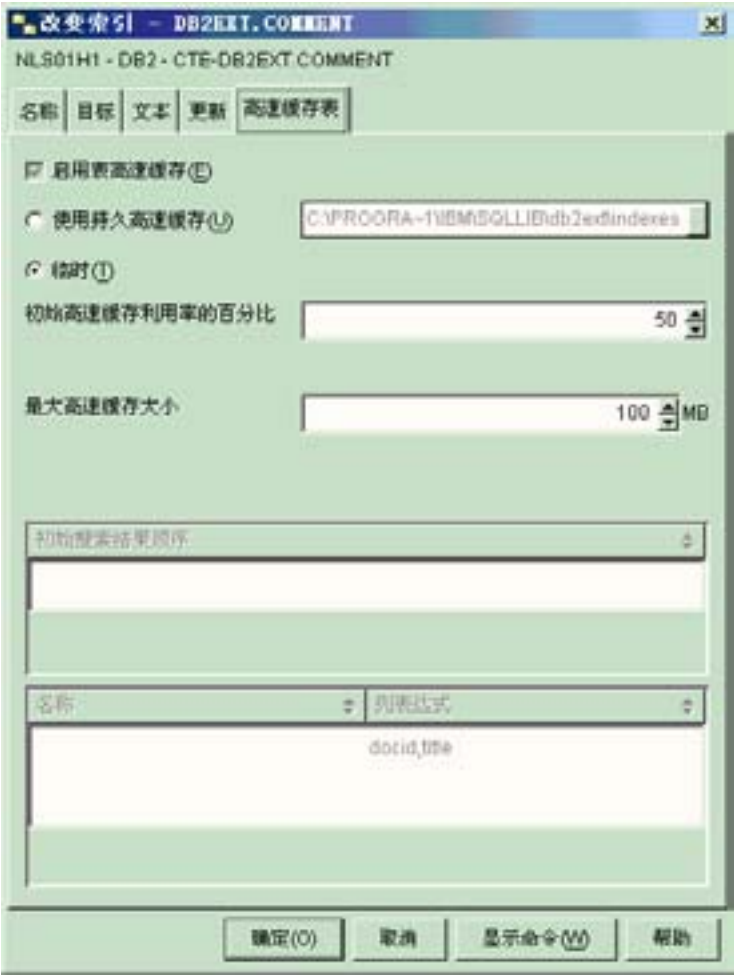 改变索引 - DB2EXT.COMMENT
NLS01H1 - DB2 - CTE-DB2EXT.COMMENT
名称 目标 文本 更新 高速缓存表
启用表高速缓存(E)
使用持久高速缓存(U) C:\PROGRA~1\IBM\SQLLIB\db2ext\indexes
临时(T)
初始高速缓存利用率的百分比 50
最大高速缓存大小 100 MB
初始搜索结果顺序
名称 列表达式
docid,title
确定(O) 取消 显示命令(W) 帮助